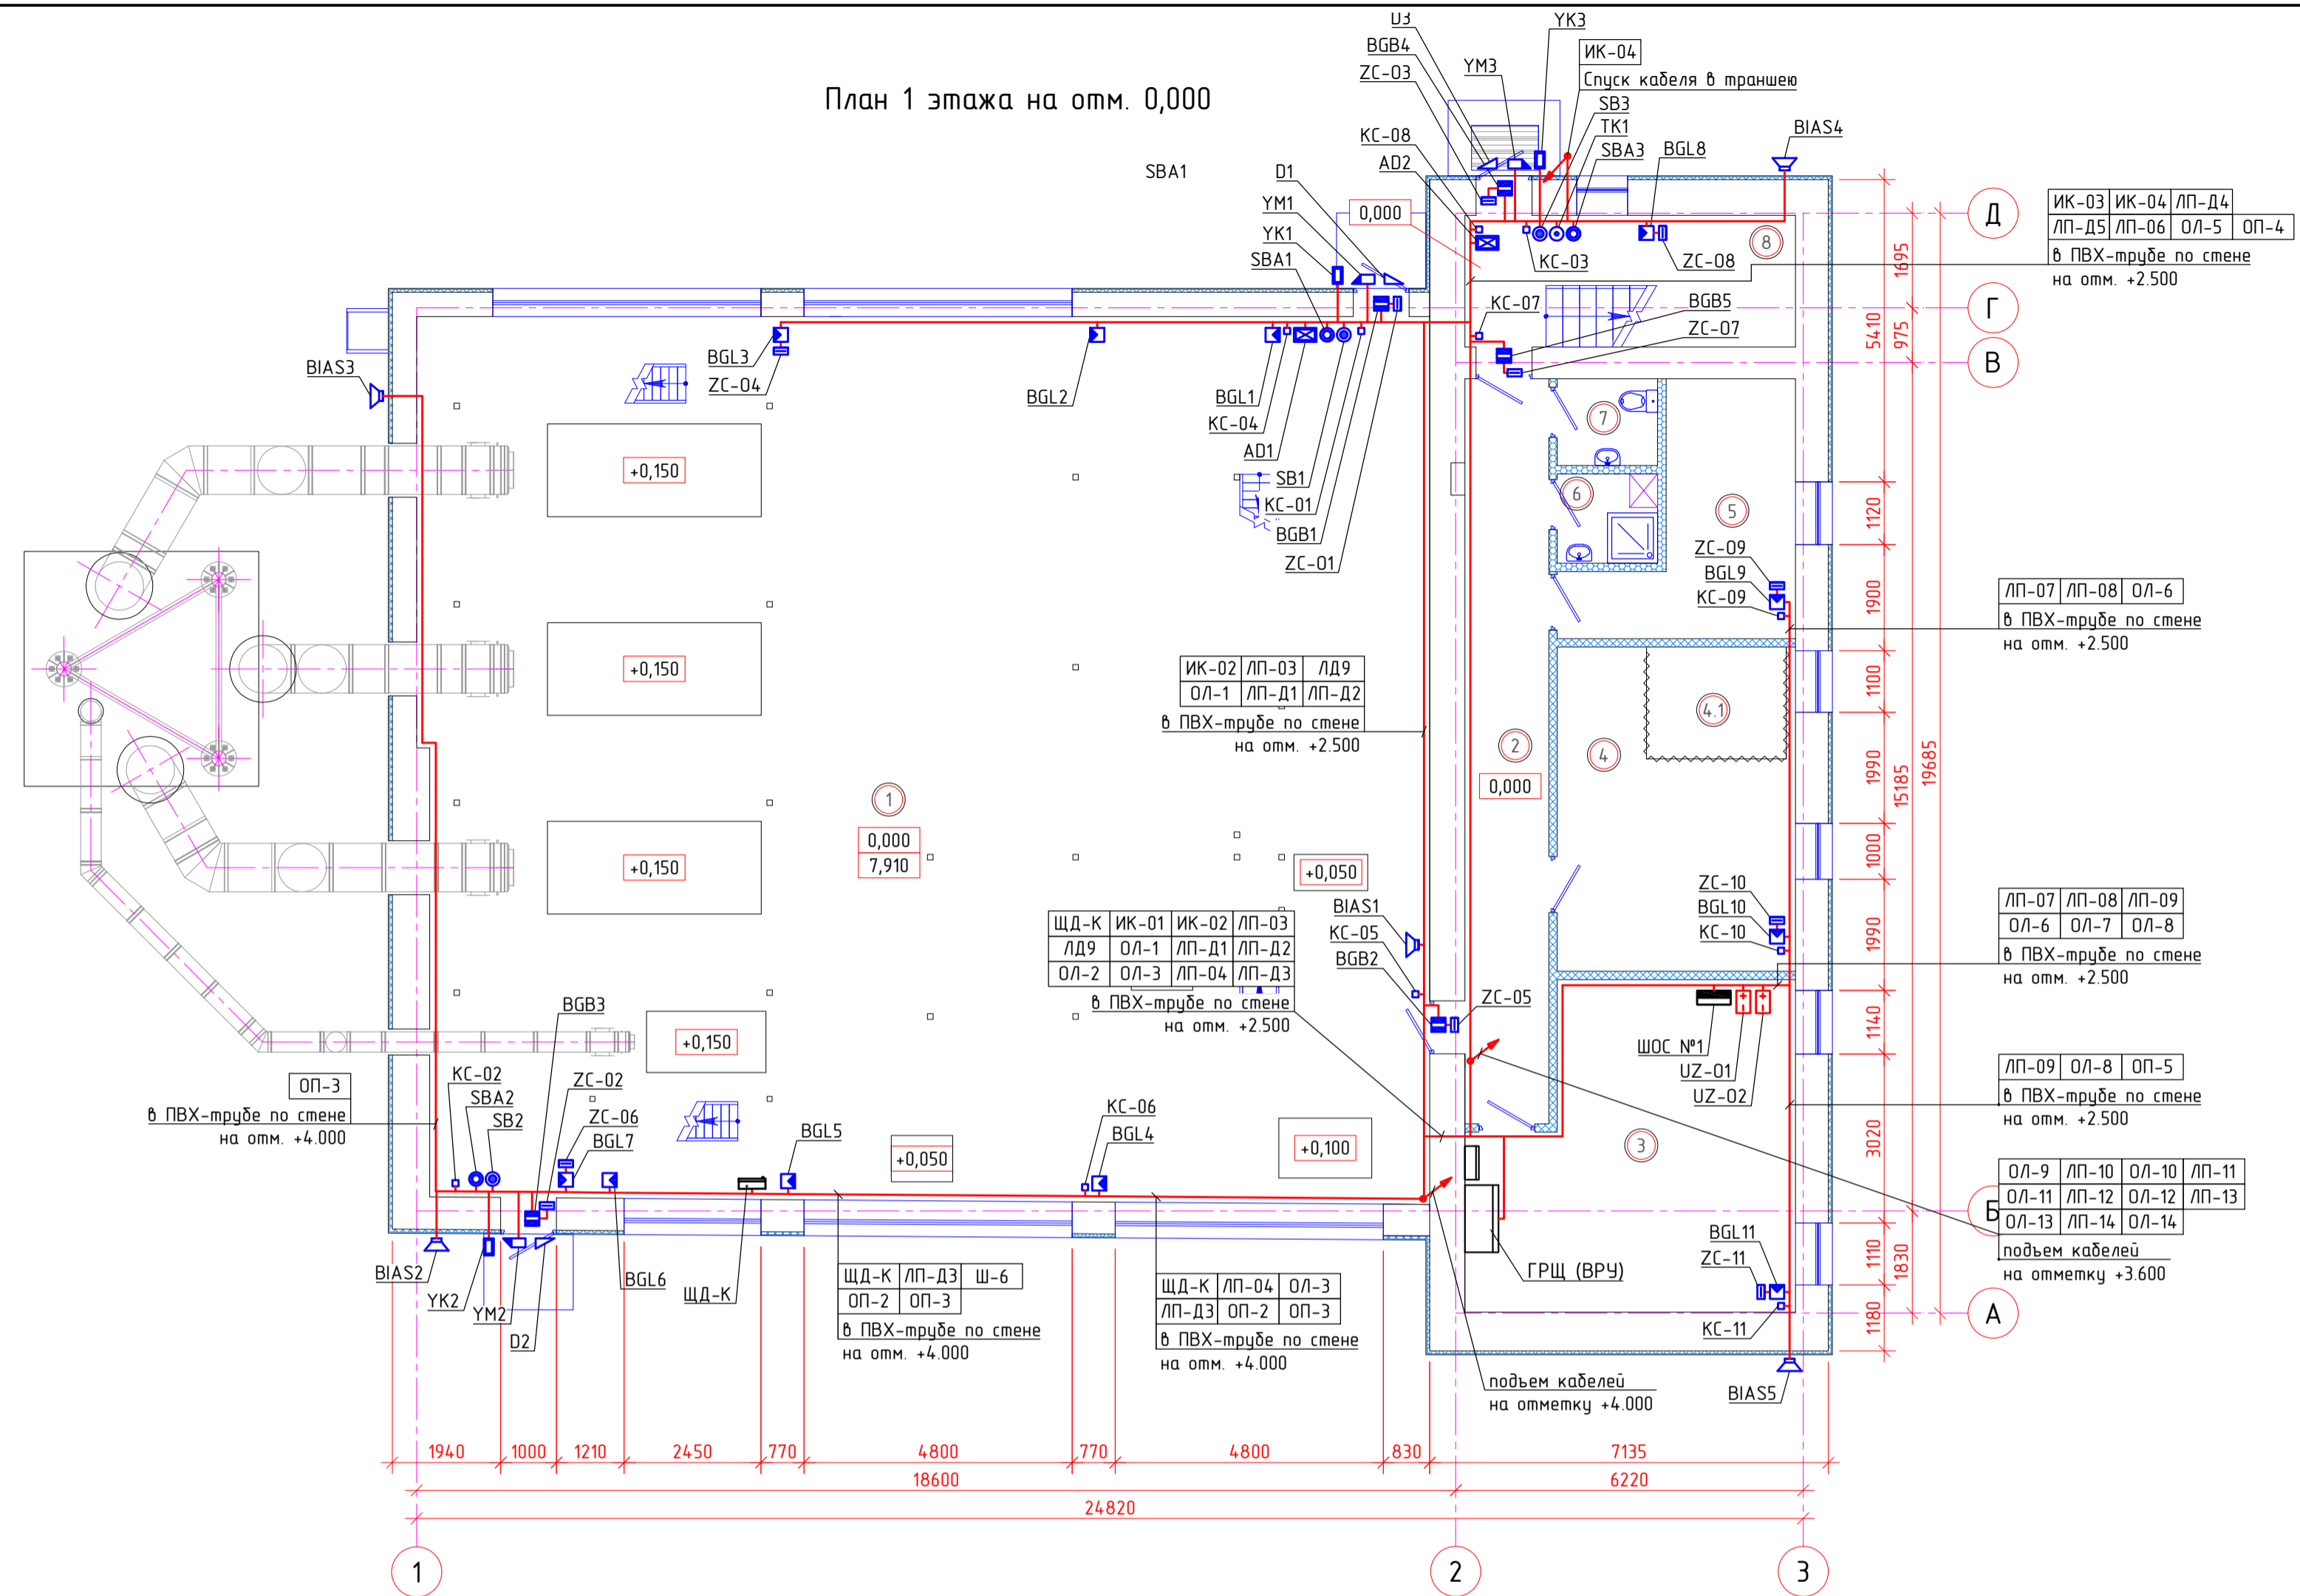 План 1 этажа на отм. 0,000
D3
YK3
BGB4
YM3
ZC-03
ИК-04
Спуск кабеля в траншею
SB3
TK1
KC-08
SBA3
BGL8
BIAS4
AD2
SBA1
D1
YM1
0,000
YK1
SBA1
8
Д
KC-03
ZC-08
1695
ИК-03 ИК-04 ЛП-Д4
ЛП-Д5 ЛП-06 ОЛ-5 ОП-4
в ПВХ-трубе по стене
на отм. +2.500
KC-07
BGB5
ZC-07
Г
5410
975
В
BGL3
ZC-04
BIAS3
BGL2
BGL1
KC-04
AD1
SB1
KC-01
BGB1
ZC-01
7
6
5
+0,150
1120
ZC-09
BGL9
KC-09
1900
ЛП-07 ЛП-08 ОЛ-6
в ПВХ-трубе по стене
на отм. +2.500
+0,150
ИК-02 ЛП-03 ЛД9
ОЛ-1 ЛП-Д1 ЛП-Д2
в ПВХ-трубе по стене
на отм. +2.500
1100
4.1
2
4
0,000
1990
15185
19685
1
0,000
7,910
+0,150
+0,050
1000
ZC-10
BGL10
KC-10
1990
ЛП-07 ЛП-08 ЛП-09
ОЛ-6 ОЛ-7 ОЛ-8
в ПВХ-трубе по стене
на отм. +2.500
BIAS1
KC-05
BGB2
ЩД-К ИК-01 ИК-02 ЛП-03
ЛД9 ОЛ-1 ЛП-Д1 ЛП-Д2
ОЛ-2 ОЛ-3 ЛП-04 ЛП-Д3
в ПВХ-трубе по стене
на отм. +2.500
ZC-05
BGB3
+0,150
1140
ШОС №1
UZ-01
UZ-02
ЛП-09 ОЛ-8 ОП-5
в ПВХ-трубе по стене
на отм. +2.500
ОП-3
в ПВХ-трубе по стене
на отм. +4.000
KC-02
SBA2
SB2
ZC-02
ZC-06
BGL7
BGL5
+0,050
KC-06
BGL4
+0,100
3
3020
ОЛ-9 ЛП-10 ОЛ-10 ЛП-11
ОЛ-11 ЛП-12 ОЛ-12 ЛП-13
ОЛ-13 ЛП-14 ОЛ-14
подъем кабелей
на отметку +3.600
Б
BIAS2
YK2
YM2
D2
BGL6
ЩД-К
ЩД-К ЛП-Д3 Ш-6
ОП-2 ОП-3
в ПВХ-трубе по стене
на отм. +4.000
ЩД-К ЛП-04 ОЛ-3
ЛП-Д3 ОП-2 ОП-3
в ПВХ-трубе по стене
на отм. +4.000
ГРЩ (ВРУ)
BGL11
ZC-11
KC-11
1110
1830
1180
А
подъем кабелей
на отметку +4.000
BIAS5
1940 1000 1210 2450 770 4800 770 4800 830 7135
18600 6220
24820
1 2 3